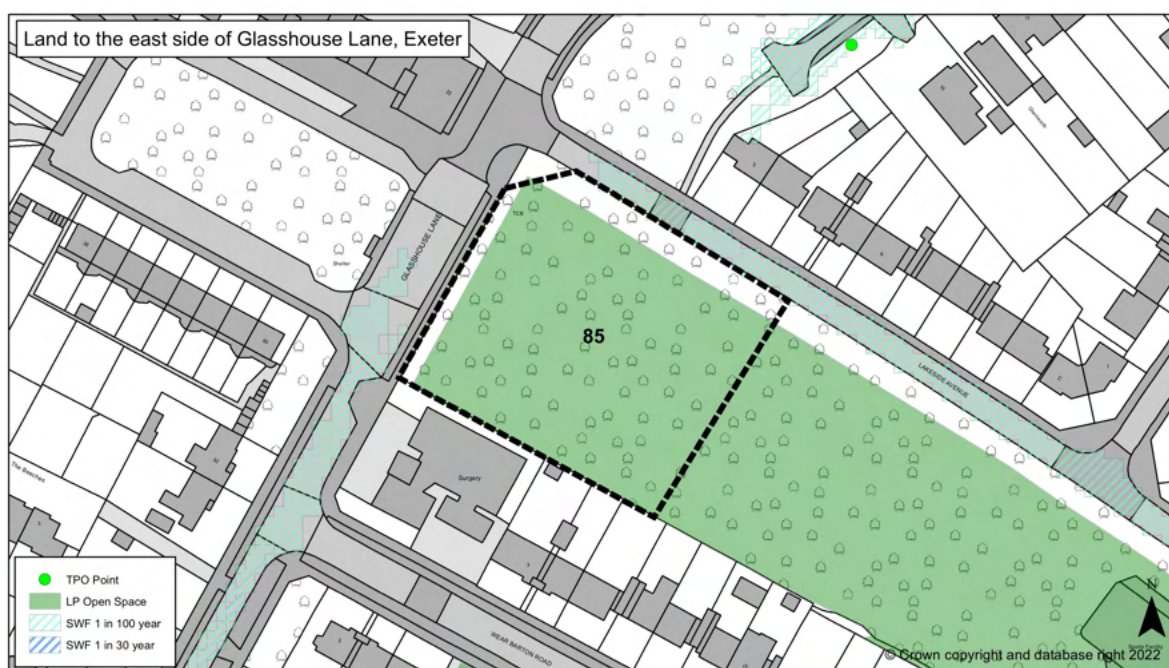 Land to the east side of Glasshouse Lane, Exeter
GLASSHOUSE LANE
TCB
Shelter
85
LAKESIDE AVENUE
Surgery
The Beeches
WEAR BARTON ROAD
TPO Point
LP Open Space
SWF 1 in 100 year
SWF 1 in 30 year
N
© Crown copyright and database right 2022